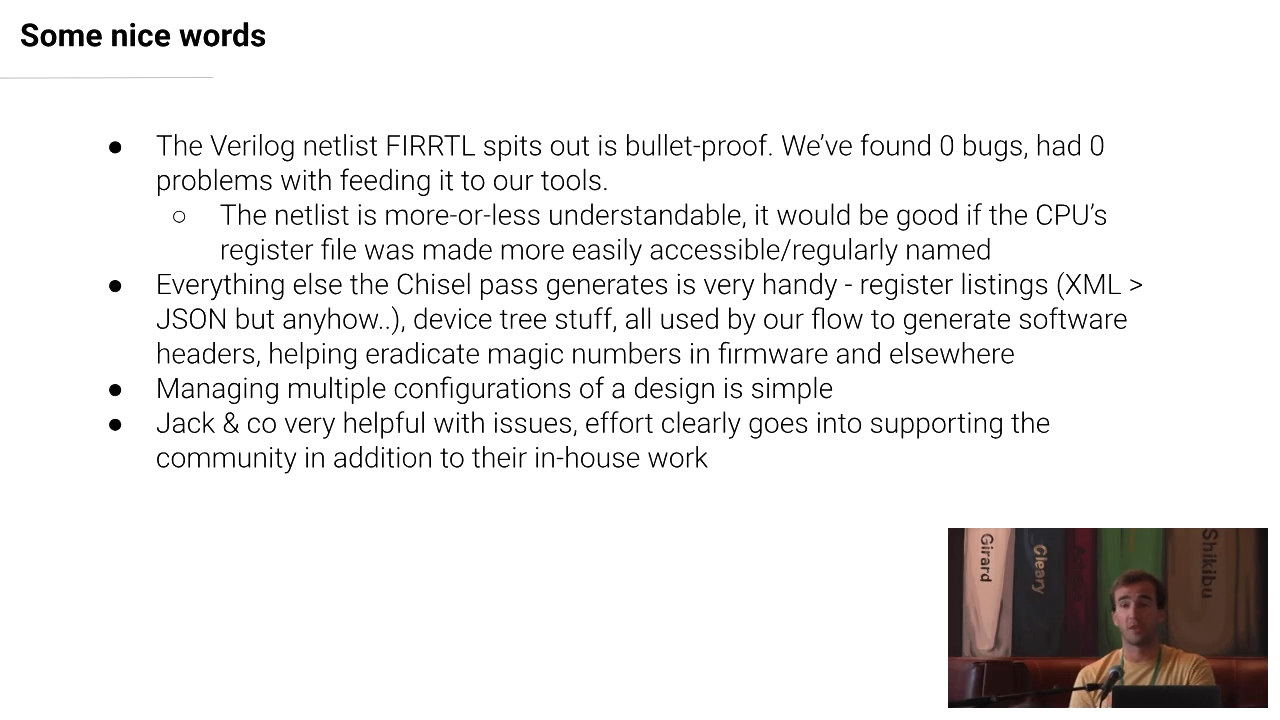 Some nice words
● The Verilog netlist FIRRTL spits out is bullet-proof. We’ve found 0 bugs, had 0
problems with feeding it to our tools.
○ The netlist is more-or-less understandable, it would be good if the CPU’s
register file was made more easily accessible/regularly named
● Everything else the Chisel pass generates is very handy - register listings (XML >
JSON but anyhow..), device tree stuff, all used by our flow to generate software
headers, helping eradicate magic numbers in firmware and elsewhere
● Managing multiple configurations of a design is simple
● Jack & co very helpful with issues, effort clearly goes into supporting the
community in addition to their in-house work
Girard
Cleary
Shikibu